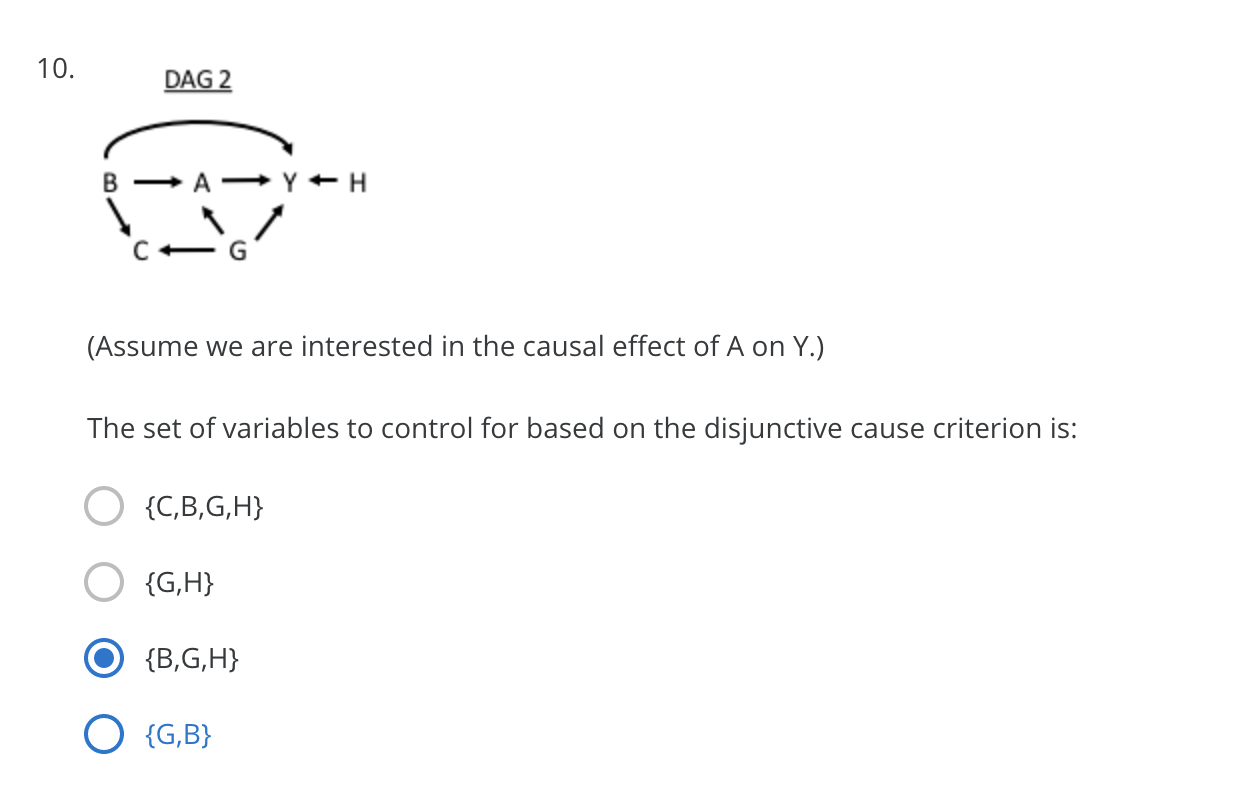 10.
DAG 2
B A Y H
C G
(Assume we are interested in the causal effect of A on Y.)
The set of variables to control for based on the disjunctive cause criterion is:
{C,B,G,H}
{G,H}
{B,G,H}
{G,B}